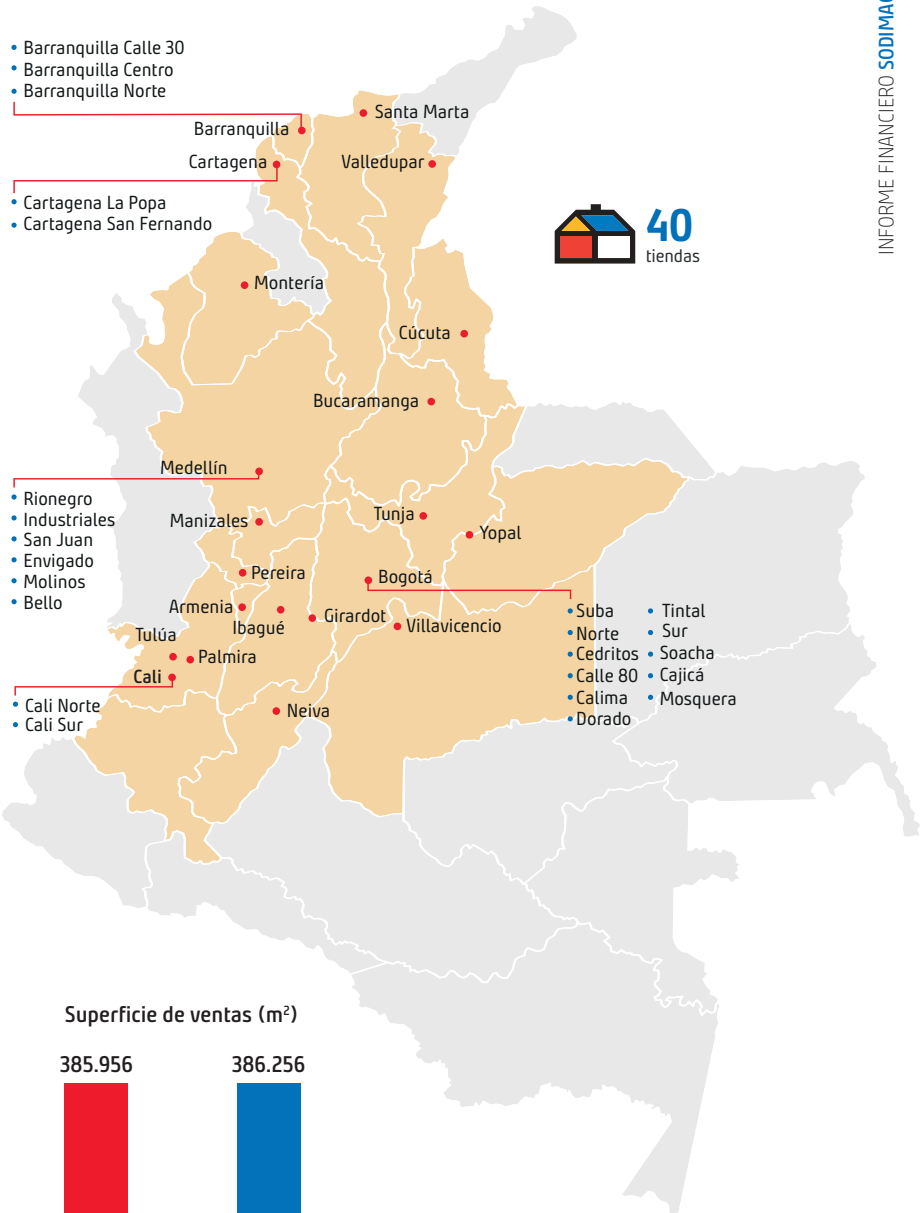 INFORME FINANCIERO SODIMAC
• Barranquilla Calle 30
• Barranquilla Centro
• Barranquilla Norte
Santa Marta
Barranquilla
Cartagena
Valledupar
• Cartagena La Popa
• Cartagena San Fernando
40
tiendas
Montería
Cúcuta
Bucaramanga
Medellín
• Rionegro
• Industriales
• San Juan
• Envigado
• Molinos
• Bello
Manizales
Tunja
Yopal
Pereira
Bogotá
Armenia
Ibagué
Girardot
Villavicencio
• Suba
• Norte
• Cedritos
• Calle 80
• Calima
• Dorado
• Tintal
• Sur
• Soacha
• Cajicá
• Mosquera
Tulúa
Palmira
Cali
• Cali Norte
• Cali Sur
Neiva
Superficie de ventas (m²)
385.956
386.256